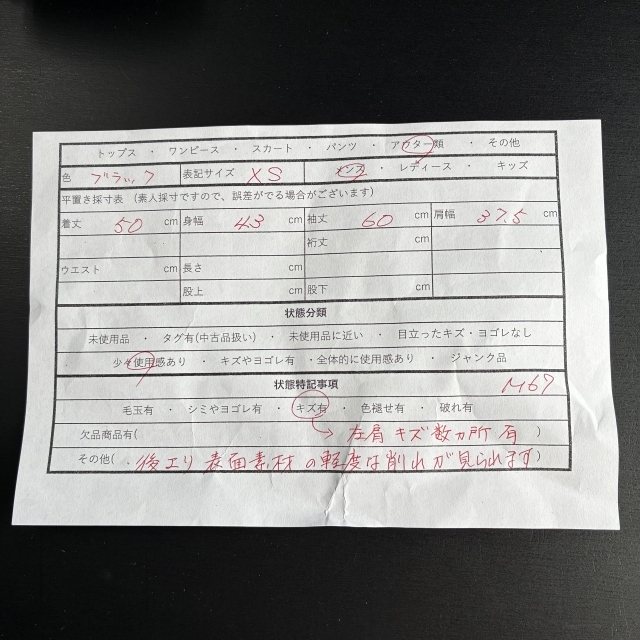 トップス ・ ワンピース ・ スカート ・ パンツ ・ アウター類 ・ その他
色 ブラック 表記サイズ XS メンズ ・ レディース ・ キッズ
平置き採寸表 (素人採寸ですので、誤差がでる場合がございます)
着丈 50 cm 身幅 43 cm 袖丈 60 cm 肩幅 37.5 cm
裄丈 cm
ウエスト cm 長さ cm
股上 cm 股下 cm
状態分類
未使用品 ・ タグ有(中古品扱い) ・ 未使用品に近い ・ 目立ったキズ・ヨゴレなし
少々使用感あり ・ キズやヨゴレ有 ・全体的に使用感あり ・ ジャンク品
状態特記事項 M67
毛玉有 ・ シミやヨゴレ有 ・ キズ有 ・ 色褪せ有 ・ 破れ有
欠品商品有( → 左肩 キズ 数カ所 有 )
その他( 後エリ 表面素材 の軽度な削れが見られます)